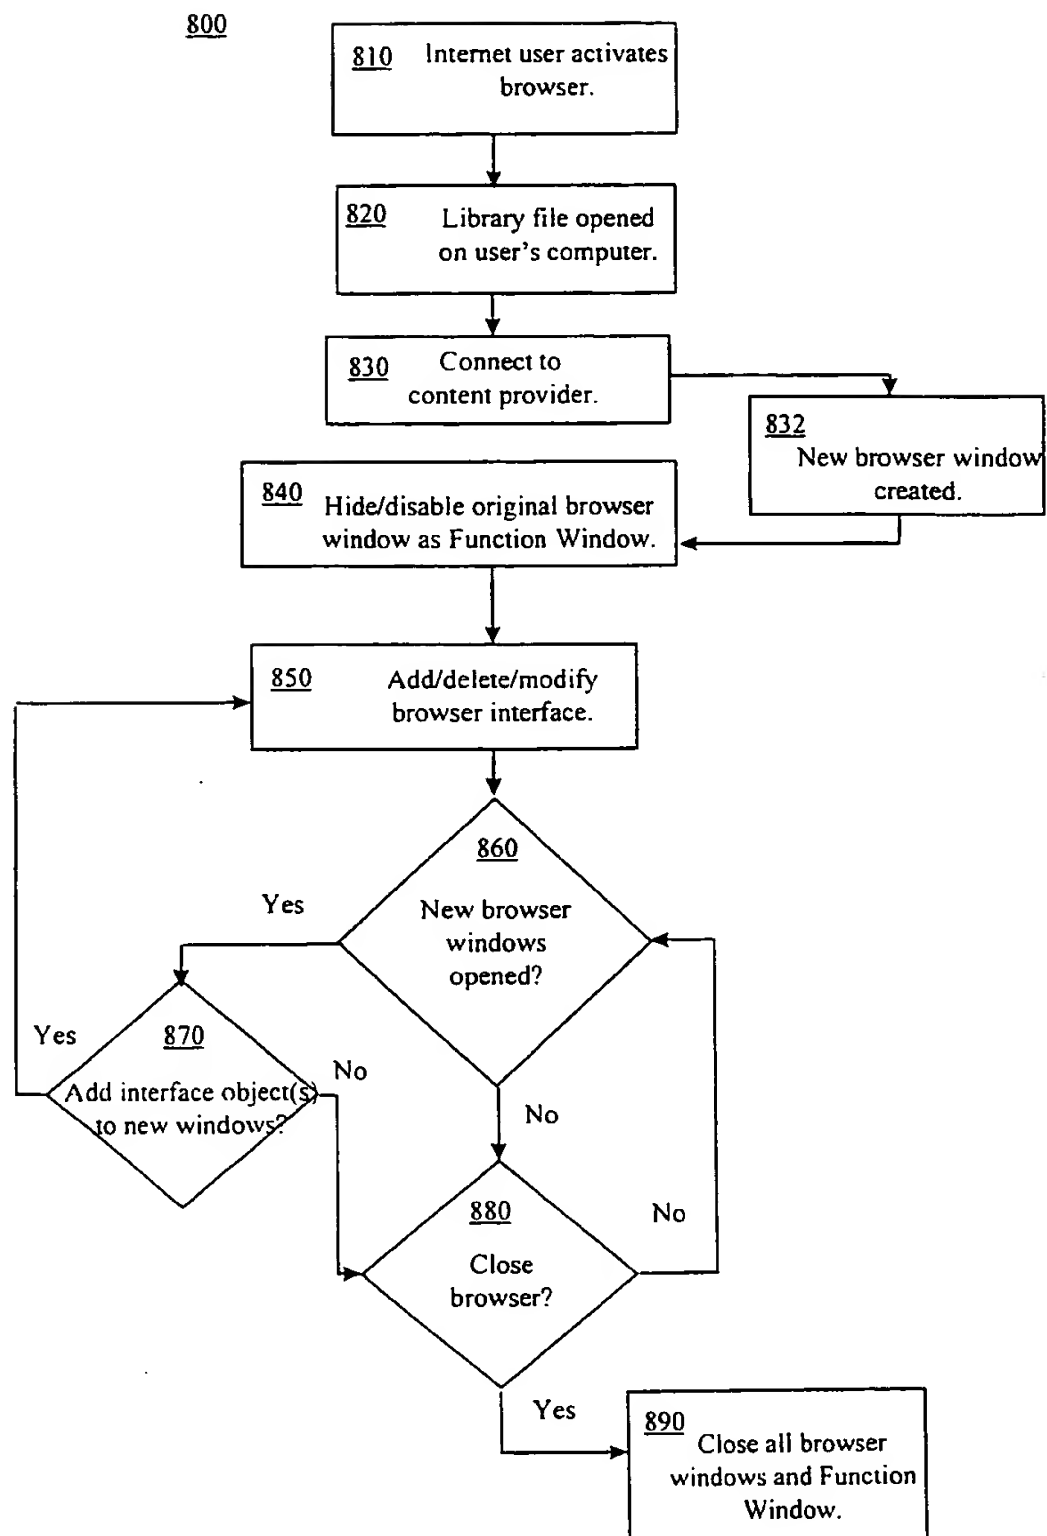 800
810 Internet user activates
browser.
820 Library file opened
on user's computer.
830 Connect to
content provider.
832
New browser window
created.
840 Hide/disable original browser
window as Function Window.
850 Add/delete/modify
browser interface.
860
New browser
windows
opened?
Yes
No
870
Add interface object(s)
to new windows?
Yes
No
880
Close
browser?
No
Yes
890
Close all browser
windows and Function
Window.